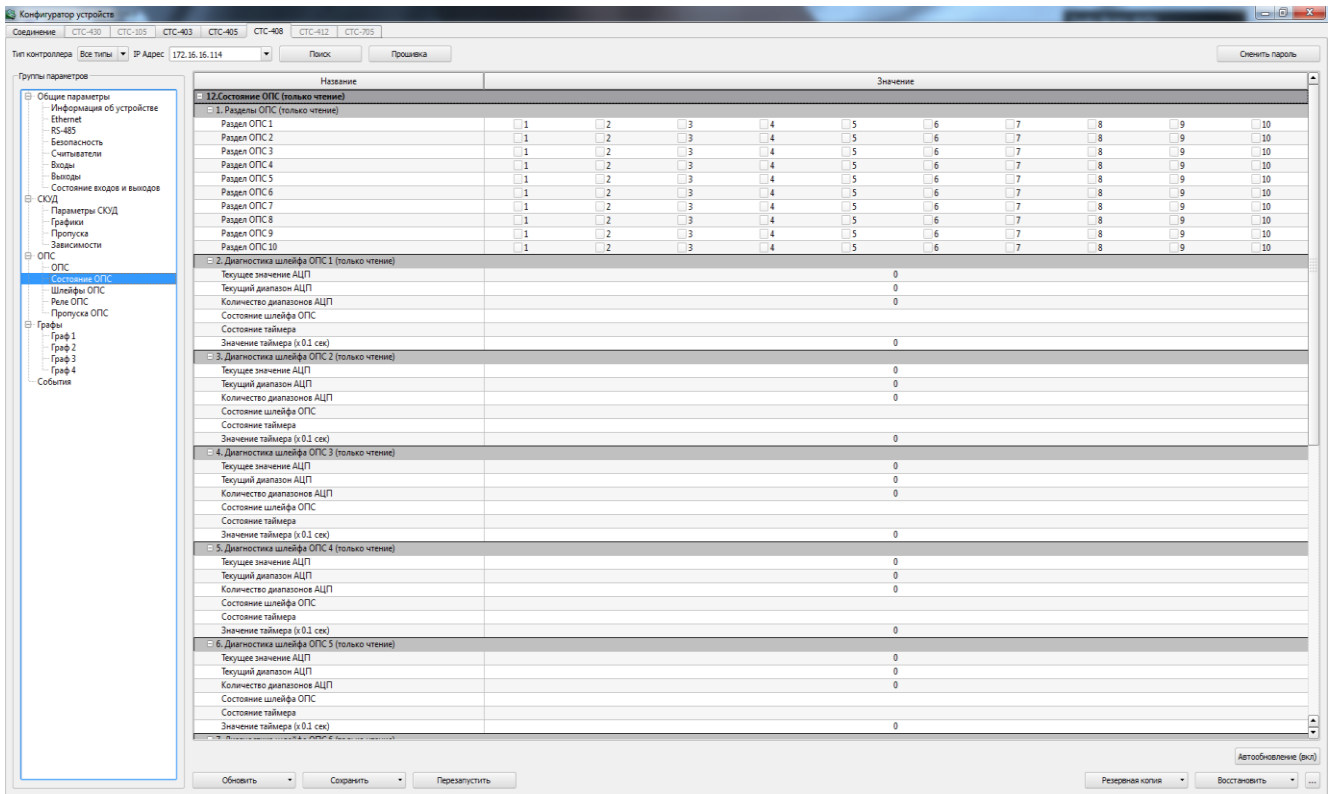 Конфигуратор устройств
Соединение СТС-430 СТС-105 СТС-403 СТС-405 СТС-408 СТС-412 СТС-705
Тип контроллера Все типы IP Адрес 172.16.16.114 Поиск Прошивка Сменить пароль
Группы параметров
Общие параметры
Информация об устройстве
Ethernet
RS-485
Безопасность
Считыватели
Входы
Выходы
Состояние входов и выходов
СКУД
Параметры СКУД
Графики
Пропуска
Зависимости
ОПС
ОПС
Состояние ОПС
Шлейфы ОПС
Реле ОПС
Пропуска ОПС
Графы
Граф 1
Граф 2
Граф 3
Граф 4
События
Название Значение
12.Состояние ОПС (только чтение)
1. Разделы ОПС (только чтение)
Раздел ОПС 1 1 2 3 4 5 6 7 8 9 10
Раздел ОПС 2 1 2 3 4 5 6 7 8 9 10
Раздел ОПС 3 1 2 3 4 5 6 7 8 9 10
Раздел ОПС 4 1 2 3 4 5 6 7 8 9 10
Раздел ОПС 5 1 2 3 4 5 6 7 8 9 10
Раздел ОПС 6 1 2 3 4 5 6 7 8 9 10
Раздел ОПС 7 1 2 3 4 5 6 7 8 9 10
Раздел ОПС 8 1 2 3 4 5 6 7 8 9 10
Раздел ОПС 9 1 2 3 4 5 6 7 8 9 10
Раздел ОПС 10 1 2 3 4 5 6 7 8 9 10
2. Диагностика шлейфа ОПС 1 (только чтение)
Текущее значение АЦП 0
Текущий диапазон АЦП 0
Количество диапазонов АЦП 0
Состояние шлейфа ОПС
Состояние таймера
Значение таймера (x 0.1 сек) 0
3. Диагностика шлейфа ОПС 2 (только чтение)
Текущее значение АЦП 0
Текущий диапазон АЦП 0
Количество диапазонов АЦП 0
Состояние шлейфа ОПС
Состояние таймера
Значение таймера (x 0.1 сек) 0
4. Диагностика шлейфа ОПС 3 (только чтение)
Текущее значение АЦП 0
Текущий диапазон АЦП 0
Количество диапазонов АЦП 0
Состояние шлейфа ОПС
Состояние таймера
Значение таймера (x 0.1 сек) 0
5. Диагностика шлейфа ОПС 4 (только чтение)
Текущее значение АЦП 0
Текущий диапазон АЦП 0
Количество диапазонов АЦП 0
Состояние шлейфа ОПС
Состояние таймера
Значение таймера (x 0.1 сек) 0
6. Диагностика шлейфа ОПС 5 (только чтение)
Текущее значение АЦП 0
Текущий диапазон АЦП 0
Количество диапазонов АЦП 0
Состояние шлейфа ОПС
Состояние таймера
Значение таймера (x 0.1 сек) 0
Автообновление (вкл)
Обновить Сохранить Перезапустить Резервная копия Восстановить ...